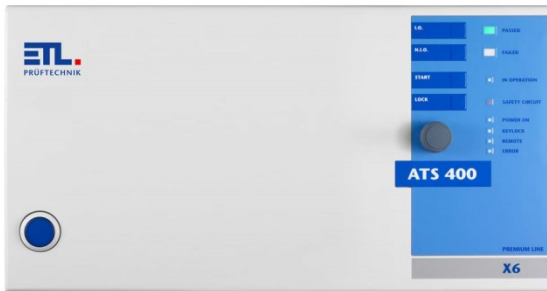 ETL.
PRÜFTECHNIK
I.O.
N.I.O.
START
LOCK
PASSED
FAILED
IN OPERATION
SAFETY CIRCUIT
POWER ON
KEYLOCK
REMOTE
ERROR
ATS 400
PREMIUM LINE
X6